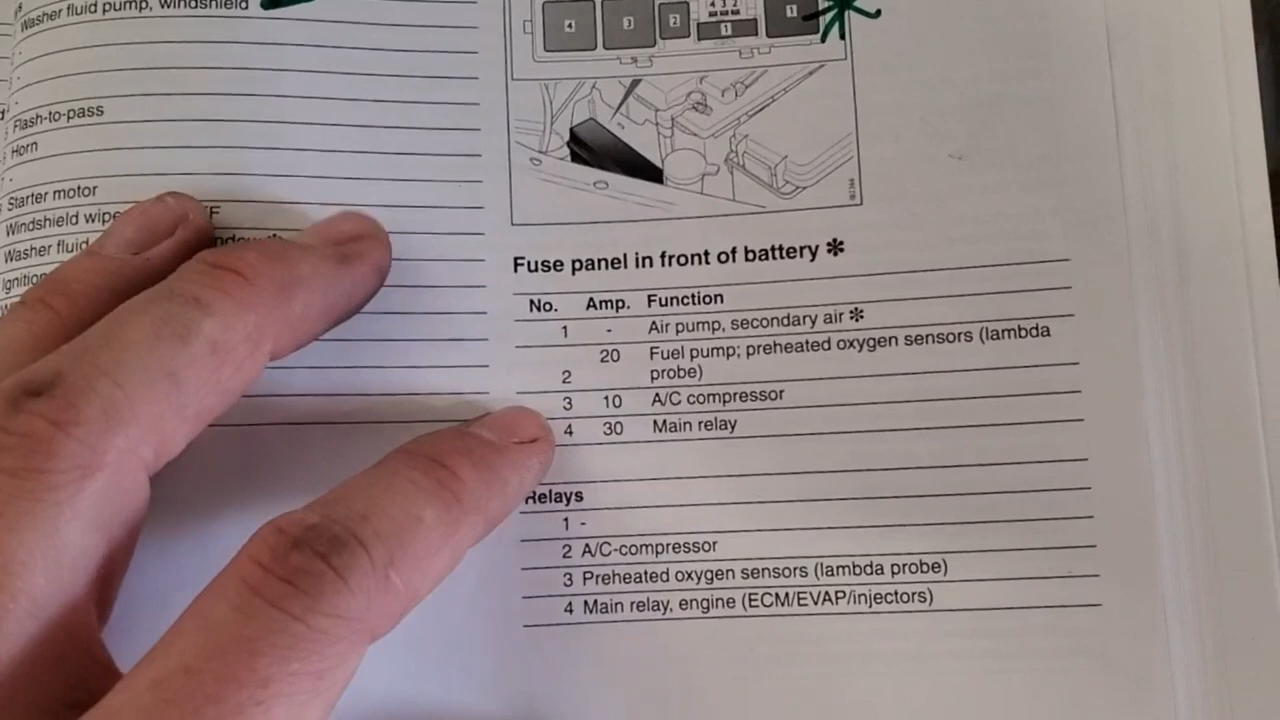 Washer fluid pump, windshield
-
-
Flash-to-pass
Horn
-
Starter motor
Windshield
Washer fluid
4 3 2
4 3 2 1 1
Fuse panel in front of battery ✻
No. Amp. Function
1 - Air pump, secondary air ✻
2 20 Fuel pump; preheated oxygen sensors (lambda
probe)
3 10 A/C compressor
4 30 Main relay
Relays
1 -
2 A/C-compressor
3 Preheated oxygen sensors (lambda probe)
4 Main relay, engine (ECM/EVAP/injectors)